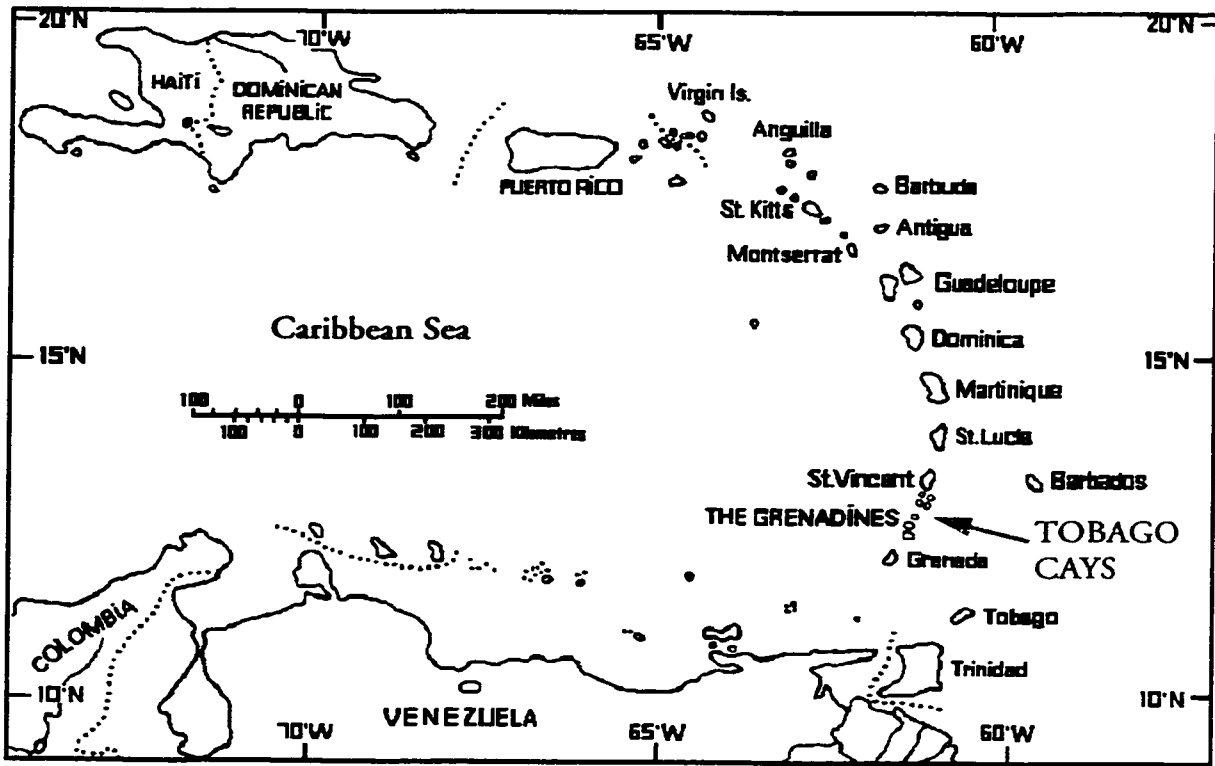 20°N
70°W
65°W
60°W
20°N
HAITI
DOMINICAN
REPUBLIC
Virgin Is.
Anguilla
PUERTO RICO
Barbuda
St. Kitts
Antigua
Montserrat
Guadeloupe
Caribbean Sea
Dominica
15°N
15°N
Martinique
100 0 100 200 Miles
100 0 100 200 300 Kilometres
St.Lucia
St.Vincent
Barbados
THE GRENADINES
TOBAGO
CAYS
Grenada
COLOMBIA
Tobago
Trinidad
10°N
10°N
VENEZUELA
70°W
65°W
60°W